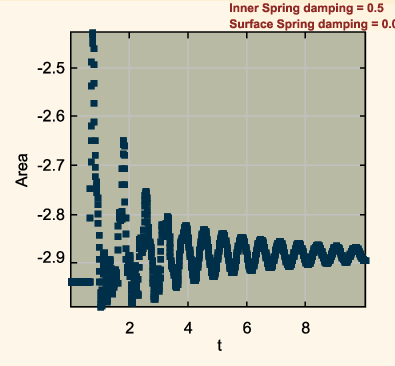 Inner Spring damping = 0.5
Surface Spring damping = 0.0
-2.5
-2.6
-2.7
-2.8
-2.9
Area
2 4 6 8
t